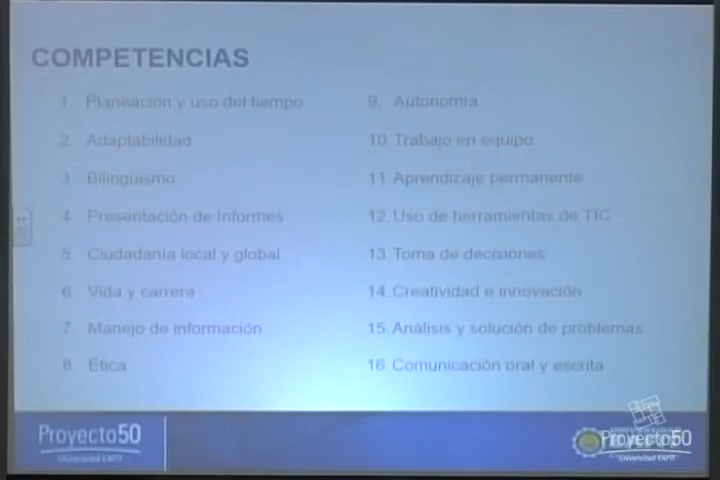 COMPETENCIAS
1. Planeación y uso del tiempo
2. Adaptabilidad
3. Bilingüismo
4. Presentación de Informes
5. Ciudadanía local y global
6. Vida y carrera
7. Manejo de información
8. Ética
9. Autonomía
10. Trabajo en equipo
11. Aprendizaje permanente
12. Uso de herramientas de TIC
13. Toma de decisiones
14. Creatividad e innovación
15. Análisis y solución de problemas
16. Comunicación oral y escrita
Proyecto50
Universidad EAFIT
Proyecto50
Universidad EAFIT